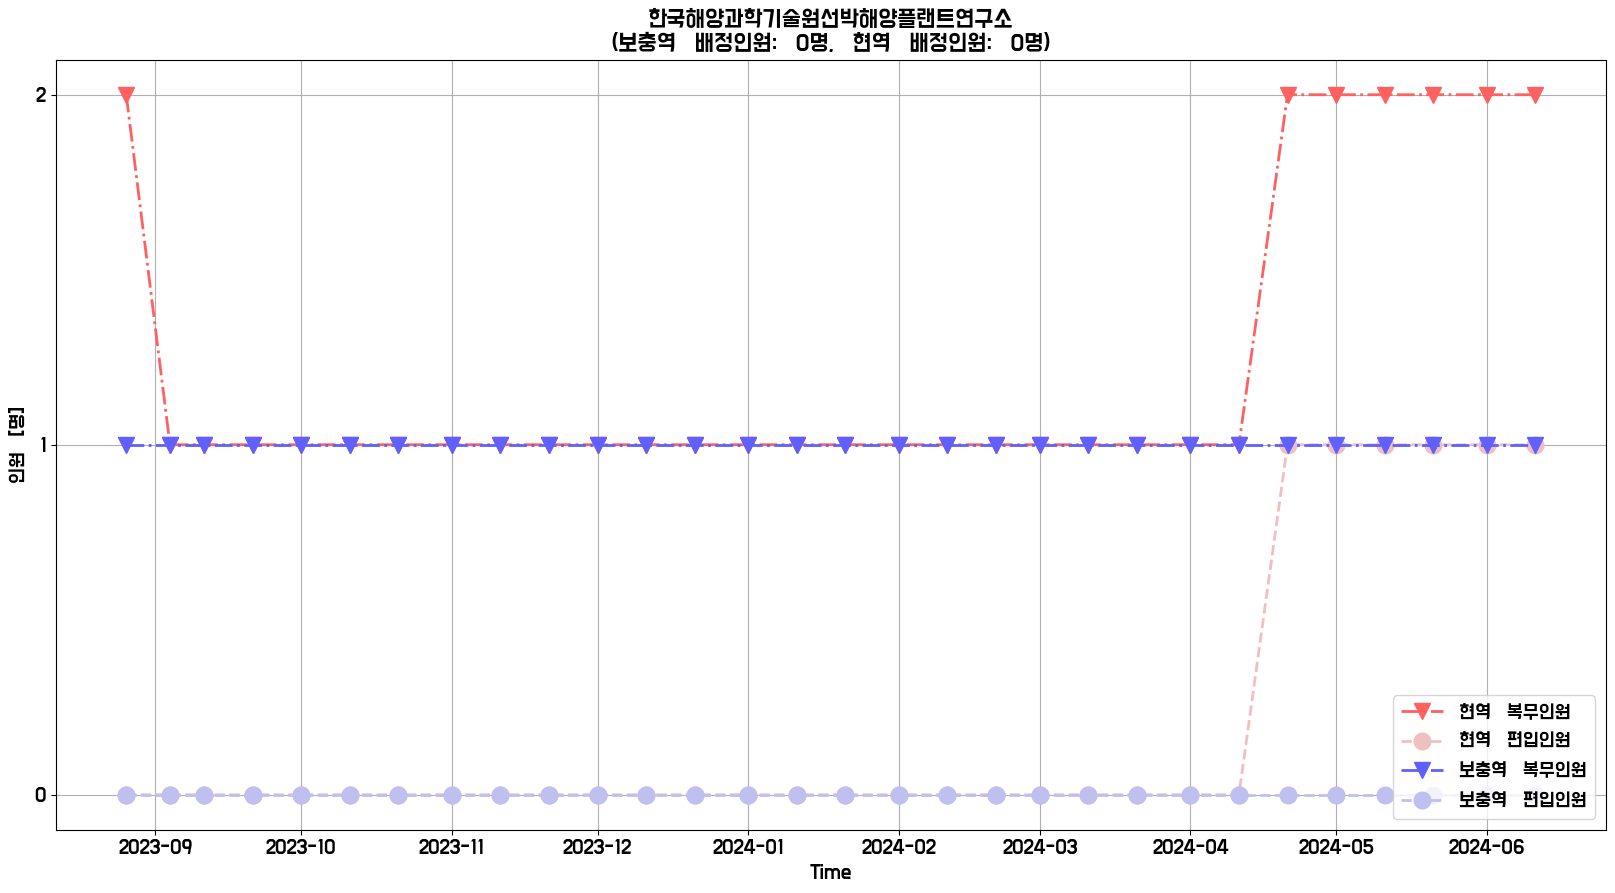 한국해양과학기술원선박해양플랜트연구소
(보충역 배정인원: 0명, 현역 배정인원: 0명)
2
1
0
인원 [명]
2023-09
2023-10
2023-11
2023-12
2024-01
2024-02
2024-03
2024-04
2024-05
2024-06
Time
현역 복무인원
현역 편입인원
보충역 복무인원
보충역 편입인원